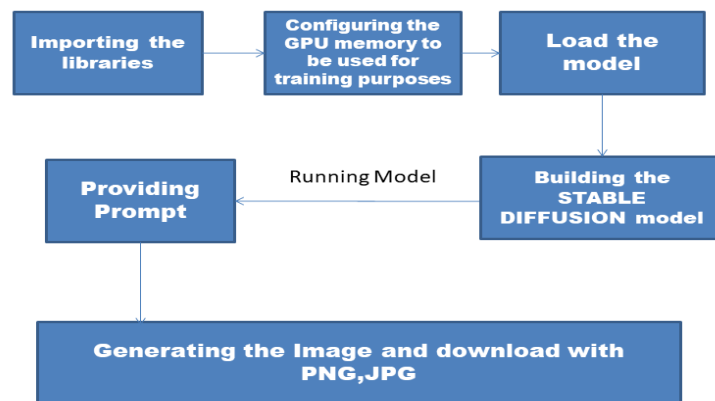 Importing the
libraries
Configuring the
GPU memory to
be used for
training purposes
Load the
model
Building the
STABLE
DIFFUSION model
Running Model
Providing
Prompt
Generating the Image and download with
PNG,JPG